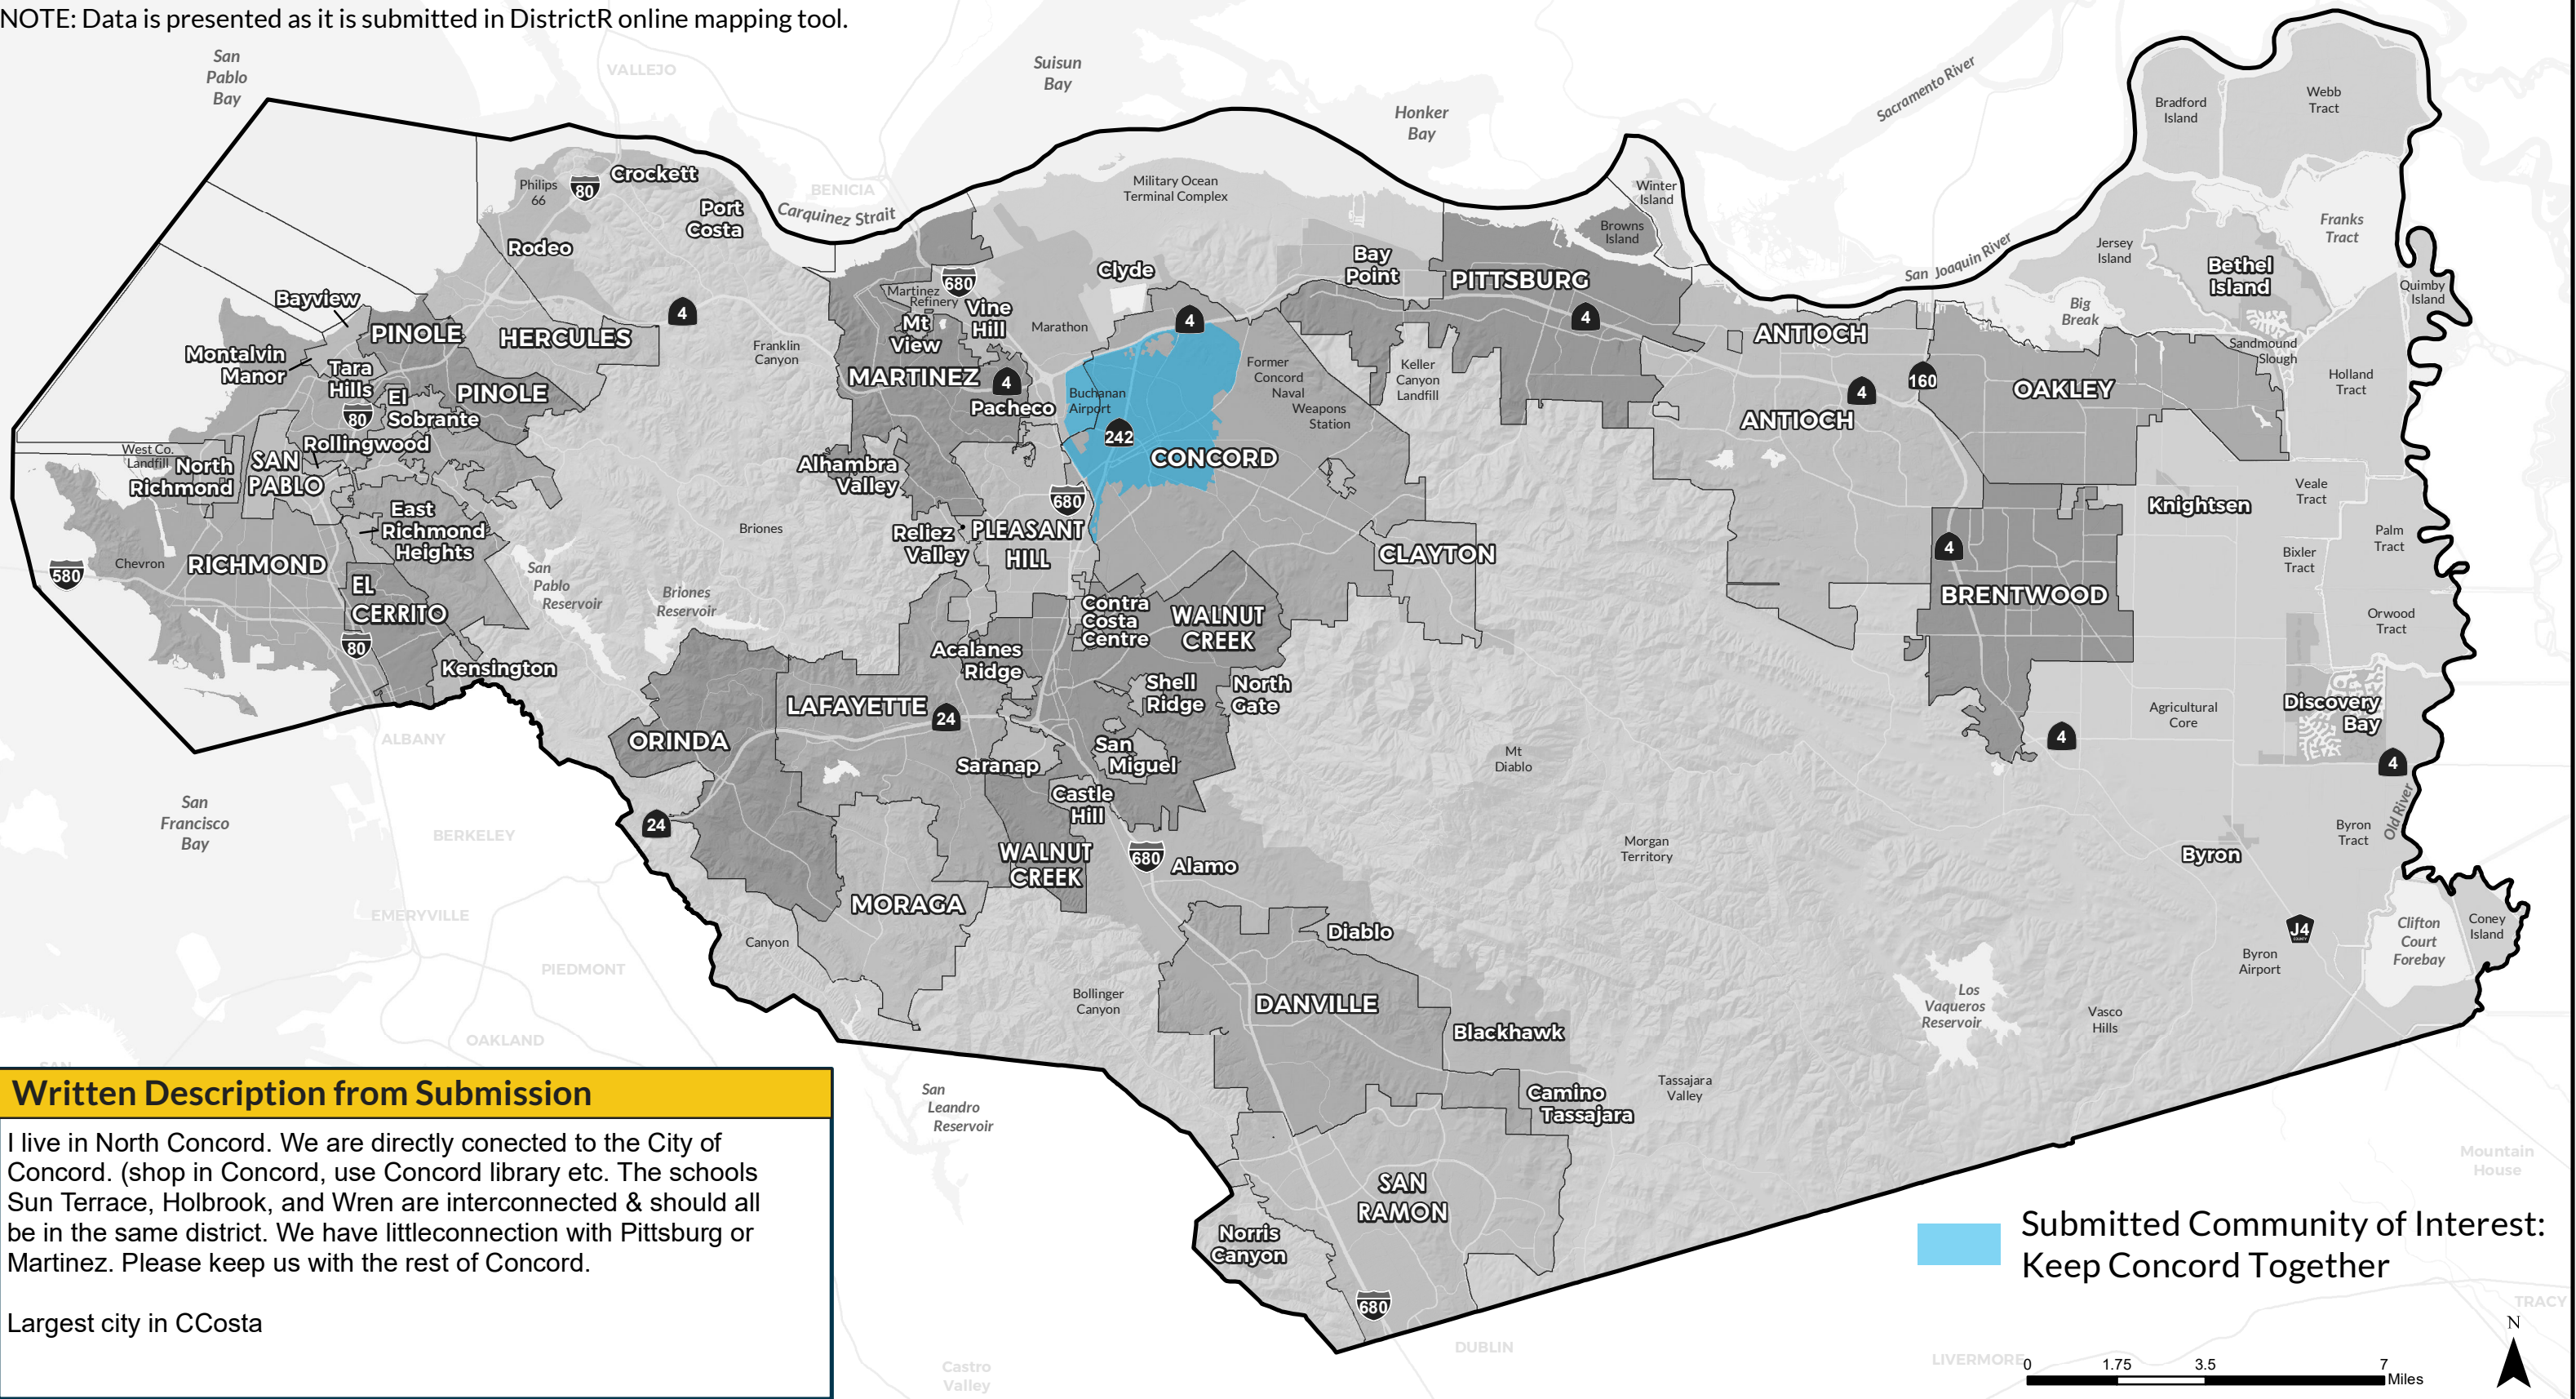 NOTE: Data is presented as it is submitted in DistrictR online mapping tool.
San
Pablo
Bay
VALLEJO
Suisun
Bay
Honker
Bay
Sacramento River
Bradford
Island
Webb
Tract
Philips
66
80
Crockett
Port
Costa
BENICIA
Carquinez Strait
Military Ocean
Terminal Complex
Winter
Island
Browns
Island
Franks
Tract
San Joaquin River
Jersey
Island
Bethel
Island
Quimby
Island
Big
Break
Rodeo
Bayview
PINOLE
HERCULES
4
Martinez
Refinery
680
Vine
Hill
Mt
View
Clyde
4
Marathon
Bay
Point
PITTSBURG
4
ANTIOCH
Sandmound
Slough
Holland
Tract
Montalvin
Manor
Tara
Hills
El
Sobrante
PINOLE
80
Rollingwood
Franklin
Canyon
MARTINEZ
4
Pacheco
Buchanan
Airport
242
CONCORD
Former
Concord
Naval
Weapons
Station
Keller
Canyon
Landfill
ANTIOCH
4
160
OAKLEY
West Co.
Landfill
North
Richmond
SAN
PABLO
East
Richmond
Heights
Alhambra
Valley
Briones
680
Reliez
Valley
PLEASANT
HILL
CLAYTON
Knightsen
Veale
Tract
Palm
Tract
Bixler
Tract
Orwood
Tract
580
Chevron
RICHMOND
EL
CERRITO
80
Kensington
San
Pablo
Reservoir
Briones
Reservoir
Contra
Costa
Centre
WALNUT
CREEK
4
BRENTWOOD
Acalanes
Ridge
Shell
Ridge
North
Gate
LAFAYETTE
24
ORINDA
Saranap
San
Miguel
Castle
Hill
Mt
Diablo
Agricultural
Core
Discovery
Bay
4
4
Old River
ALBANY
San
Francisco
Bay
BERKELEY
24
WALNUT
CREEK
680
Alamo
Morgan
Territory
Byron
Byron
Tract
EMERYVILLE
MORAGA
Canyon
Diablo
J4
Clifton
Court
Forebay
Coney
Island
PIEDMONT
Byron
Airport
Bollinger
Canyon
DANVILLE
Blackhawk
Los
Vaqueros
Reservoir
Vasco
Hills
OAKLAND
SAN
San
Leandro
Reservoir
Camino
Tassajara
Tassajara
Valley
SAN
RAMON
Norris
Canyon
680
Mountain
House
TRACY
DUBLIN
LIVERMORE
Castro
Valley
Written Description from Submission
I live in North Concord. We are directly conected to the City of
Concord. (shop in Concord, use Concord library etc. The schools
Sun Terrace, Holbrook, and Wren are interconnected & should all
be in the same district. We have littleconnection with Pittsburg or
Martinez. Please keep us with the rest of Concord.
Largest city in CCosta
Submitted Community of Interest:
Keep Concord Together
N
0 1.75 3.5 7
Miles